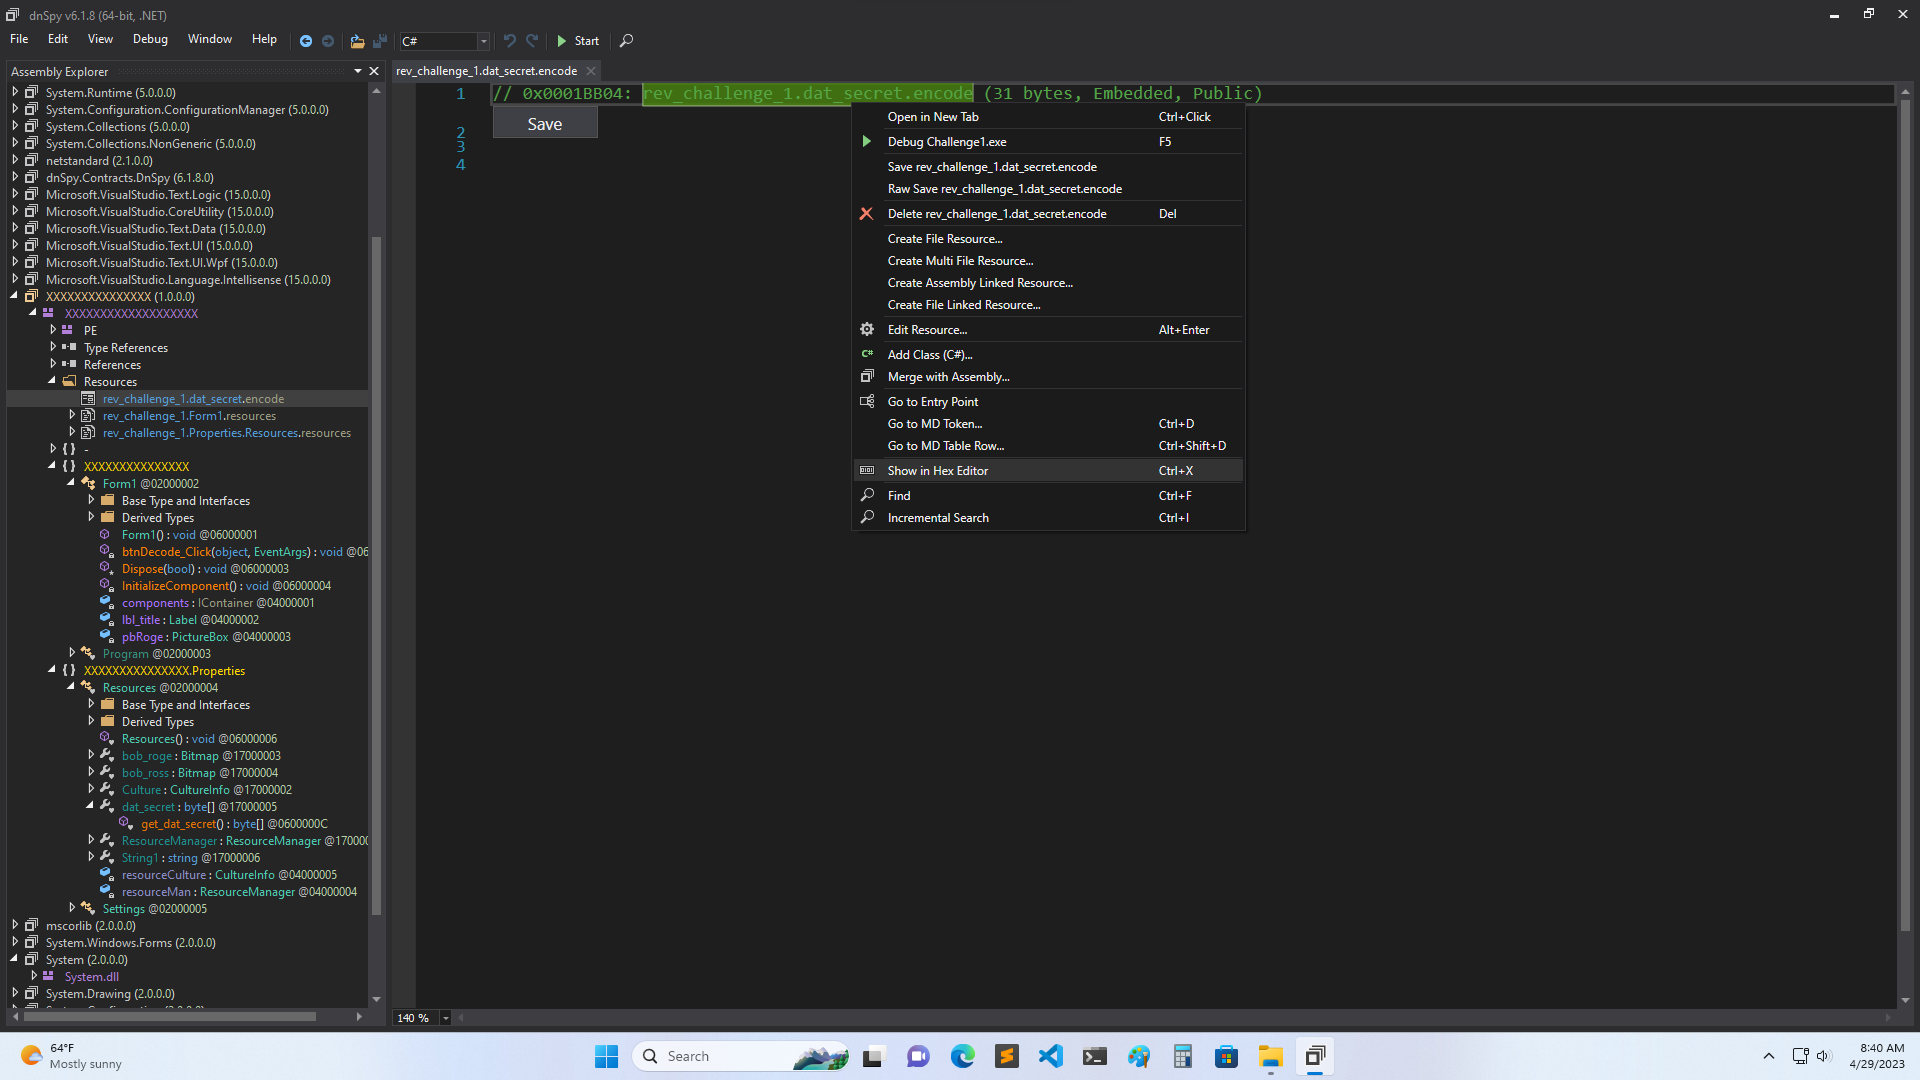 dnSpy v6.1.8 (64-bit, .NET)
File Edit View Debug Window Help C# Start
Assembly Explorer
System.Runtime (5.0.0.0)
System.Configuration.ConfigurationManager (5.0.0.0)
System.Collections (5.0.0.0)
System.Collections.NonGeneric (5.0.0.0)
netstandard (2.1.0.0)
dnSpy.Contracts.DnSpy (6.1.8.0)
Microsoft.VisualStudio.Text.Logic (15.0.0.0)
Microsoft.VisualStudio.CoreUtility (15.0.0.0)
Microsoft.VisualStudio.Text.Data (15.0.0.0)
Microsoft.VisualStudio.Text.UI (15.0.0.0)
Microsoft.VisualStudio.Text.UI.Wpf (15.0.0.0)
Microsoft.VisualStudio.Language.Intellisense (15.0.0.0)
XXXXXXXXXXXXXXX (1.0.0.0)
XXXXXXXXXXXXXXXXXXX
PE
Type References
References
Resources
rev_challenge_1.dat_secret.encode
rev_challenge_1.Form1.resources
rev_challenge_1.Properties.Resources.resources
{ } -
{ } XXXXXXXXXXXXXXX
Form1 @02000002
Base Type and Interfaces
Derived Types
Form1() : void @06000001
btnDecode_Click(object, EventArgs) : void @06
Dispose(bool) : void @06000003
InitializeComponent() : void @06000004
components : IContainer @04000001
lbl_title : Label @04000002
pbRoge : PictureBox @04000003
Program @02000003
{ } XXXXXXXXXXXXXXX.Properties
Resources @02000004
Base Type and Interfaces
Derived Types
Resources() : void @06000006
bob_roge : Bitmap @17000003
bob_ross : Bitmap @17000004
Culture : CultureInfo @17000002
dat_secret : byte[] @17000005
get_dat_secret() : byte[] @0600000C
ResourceManager : ResourceManager @170000
String1 : string @17000006
resourceCulture : CultureInfo @04000005
resourceMan : ResourceManager @04000004
Settings @02000005
mscorlib (2.0.0.0)
System.Windows.Forms (2.0.0.0)
System (2.0.0.0)
System.dll
System.Drawing (2.0.0.0)
rev_challenge_1.dat_secret.encode
1 // 0x0001BB04: rev_challenge_1.dat_secret.encode (31 bytes, Embedded, Public)
Save
2
3
4
Open in New Tab Ctrl+Click
Debug Challenge1.exe F5
Save rev_challenge_1.dat_secret.encode
Raw Save rev_challenge_1.dat_secret.encode
Delete rev_challenge_1.dat_secret.encode Del
Create File Resource...
Create Multi File Resource...
Create Assembly Linked Resource...
Create File Linked Resource...
Edit Resource... Alt+Enter
C# Add Class (C#)...
Merge with Assembly...
Go to Entry Point
Go to MD Token... Ctrl+D
Go to MD Table Row... Ctrl+Shift+D
Show in Hex Editor Ctrl+X
Find Ctrl+F
Incremental Search Ctrl+I
140 %
64°F
Mostly sunny
Search
8:40 AM
4/29/2023